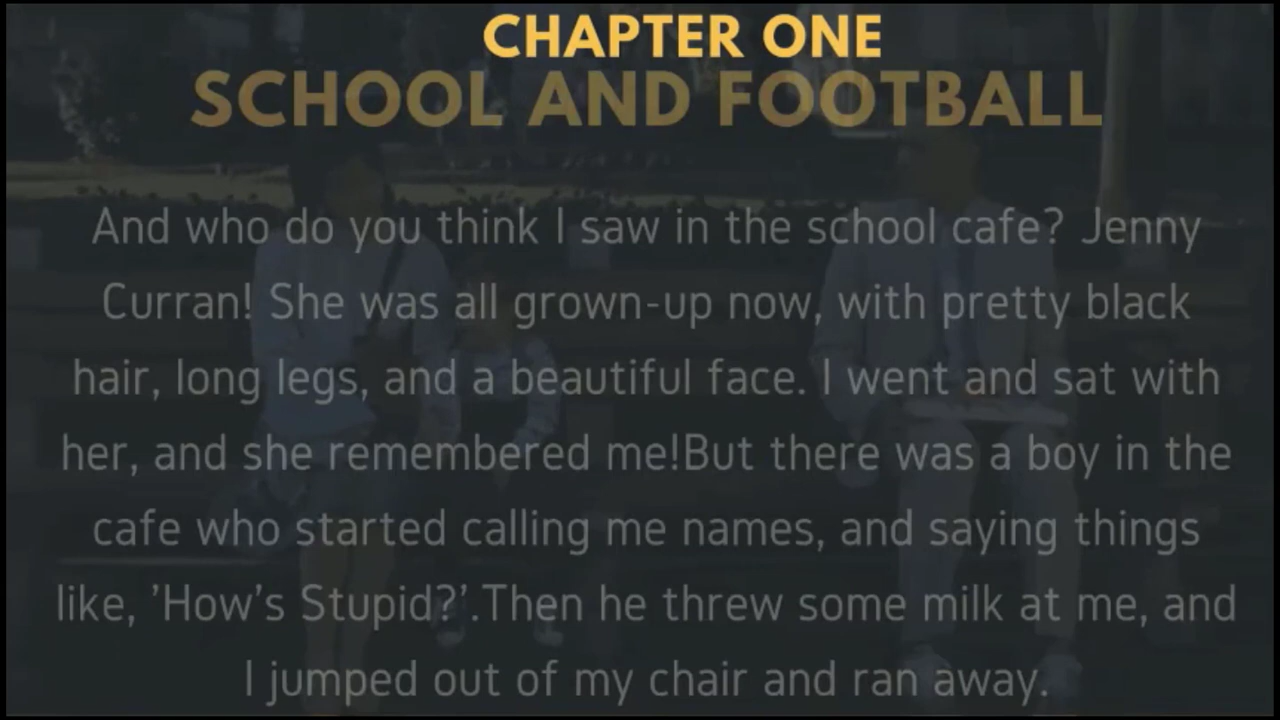 CHAPTER ONE
SCHOOL AND FOOTBALL
And who do you think I saw in the school cafe? Jenny
Curran! She was all grown-up now, with pretty black
hair, long legs, and a beautiful face. I went and sat with
her, and she remembered me!But there was a boy in the
cafe who started calling me names, and saying things
like, 'How's Stupid?'.Then he threw some milk at me, and
I jumped out of my chair and ran away.